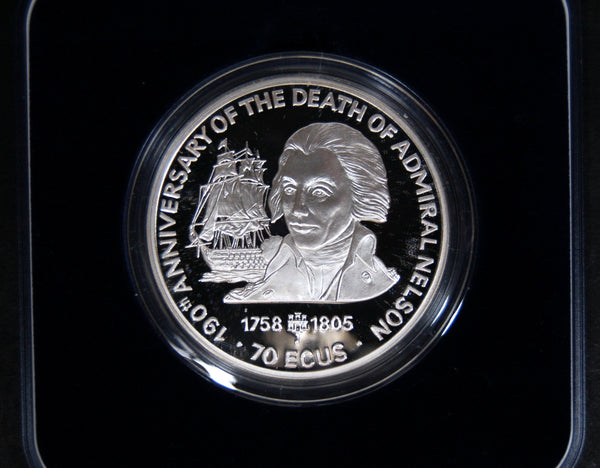 190th ANNIVERSARY OF THE DEATH OF ADMIRAL NELSON
1758 1805
· 70 ECUS ·